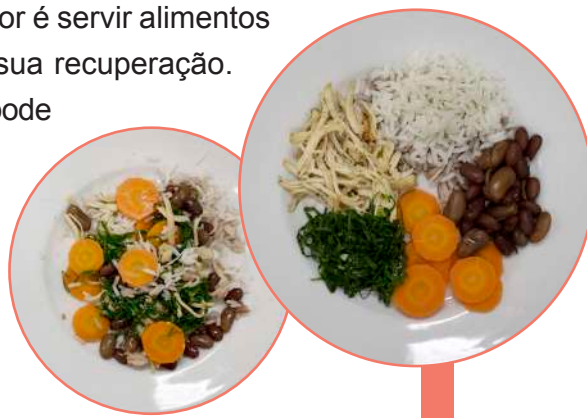 or é servir alimentos
sua recuperação.
pode